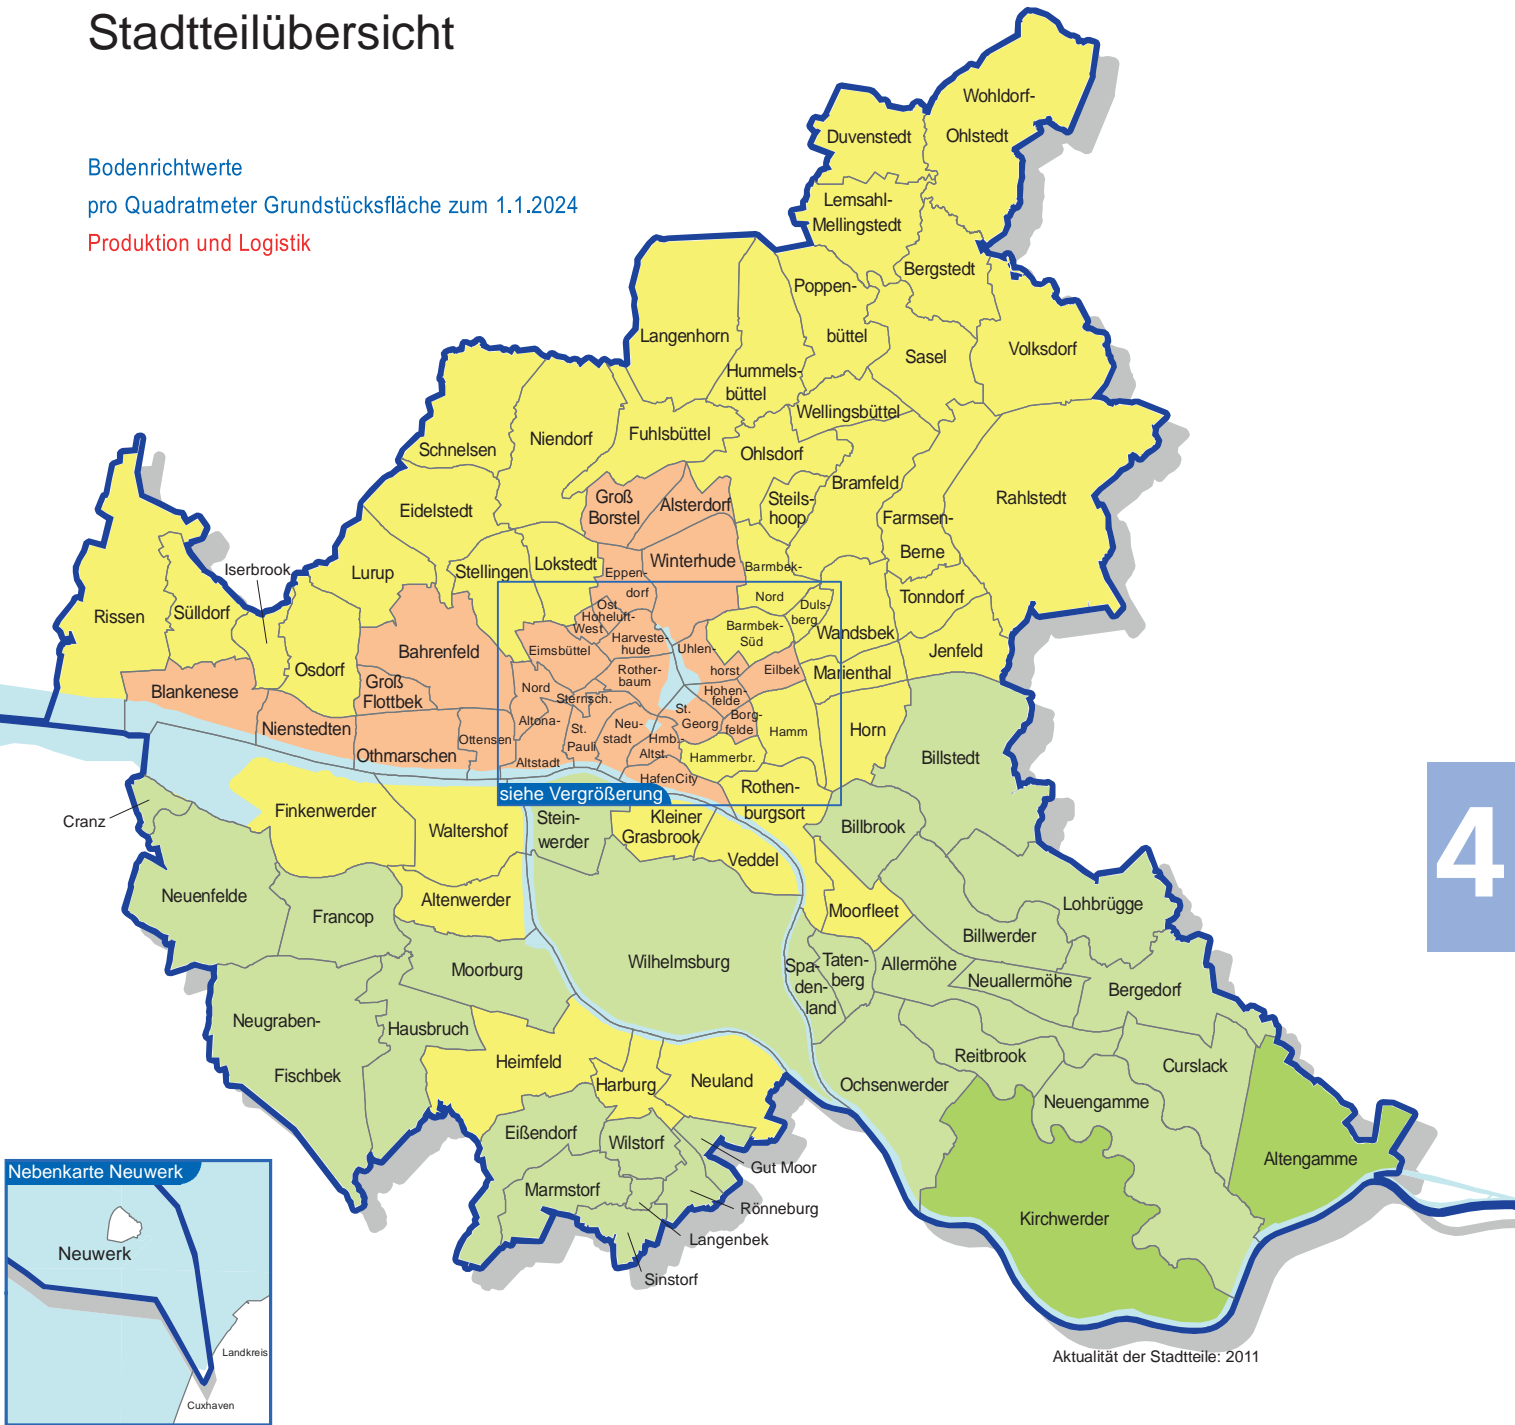 Stadtteilübersicht
Bodenrichtwerte
pro Quadratmeter Grundstücksfläche zum 1.1.2024
Produktion und Logistik
Wohldorf-
Ohlstedt
Duvenstedt
Lemsahl-
Mellingstedt
Bergstedt
Poppen-
büttel
Langenhorn
Hummels-
büttel
Sasel
Volksdorf
Wellingsbüttel
Schnelsen
Niendorf
Fuhlsbüttel
Ohlsdorf
Bramfeld
Steils-
hoop
Rahlstedt
Farmsen-
Berne
Groß
Borstel
Alsterdorf
Eidelstedt
Lokstedt
Stellingen
Winterhude
Eppen-
dorf
Barmbek-
Nord
Lurup
Iserbrook
Rissen
Sülldorf
Osdorf
Bahrenfeld
Groß
Flottbek
Blankenese
Nienstedten
Othmarschen
Ottensen
Ost
Hoheluft-
West
Eimsbüttel
Harveste-
hude
Rother-
baum
Uhlen-
horst
Barmbek-
Süd
Duls-
berg
Wandsbek
Tonndorf
Jenfeld
Marienthal
Eilbek
Hohen-
felde
Borg-
felde
St.
Georg
Nord
Altona-
Altstadt
Sternsch.
St.
Pauli
Neu-
stadt
Hmb.-
Altst.
HafenCity
Hammerbr.
Hamm
Horn
Billstedt
Rothen-
burgsort
siehe Vergrößerung
Cranz
Finkenwerder
Waltershof
Stein-
werder
Kleiner
Grasbrook
Veddel
Billbrook
Neuenfelde
Francop
Altenwerder
Moorfleet
Lohbrügge
Billwerder
Moorburg
Wilhelmsburg
Spa-
den-
land
Taten-
berg
Allermöhe
Neuallermöhe
Bergedorf
Neugraben-
Fischbek
Hausbruch
Heimfeld
Harburg
Neuland
Reitbrook
Curslack
Ochsenwerder
Neuengamme
Eißendorf
Wilstorf
Gut Moor
Marmstorf
Rönneburg
Langenbek
Sinstorf
Kirchwerder
Altengamme
Nebenkarte Neuwerk
Neuwerk
Landkreis
Cuxhaven
Aktualität der Stadtteile: 2011
4